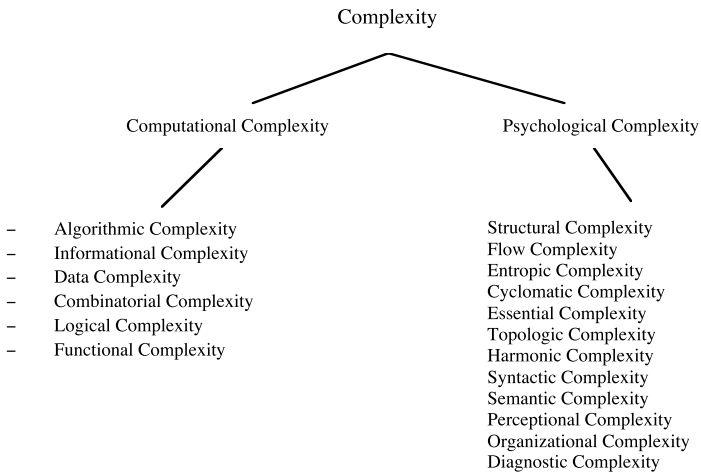 Complexity
Computational Complexity
Psychological Complexity
– Algorithmic Complexity
– Informational Complexity
– Data Complexity
– Combinatorial Complexity
– Logical Complexity
– Functional Complexity
Structural Complexity
Flow Complexity
Entropic Complexity
Cyclomatic Complexity
Essential Complexity
Topologic Complexity
Harmonic Complexity
Syntactic Complexity
Semantic Complexity
Perceptional Complexity
Organizational Complexity
Diagnostic Complexity